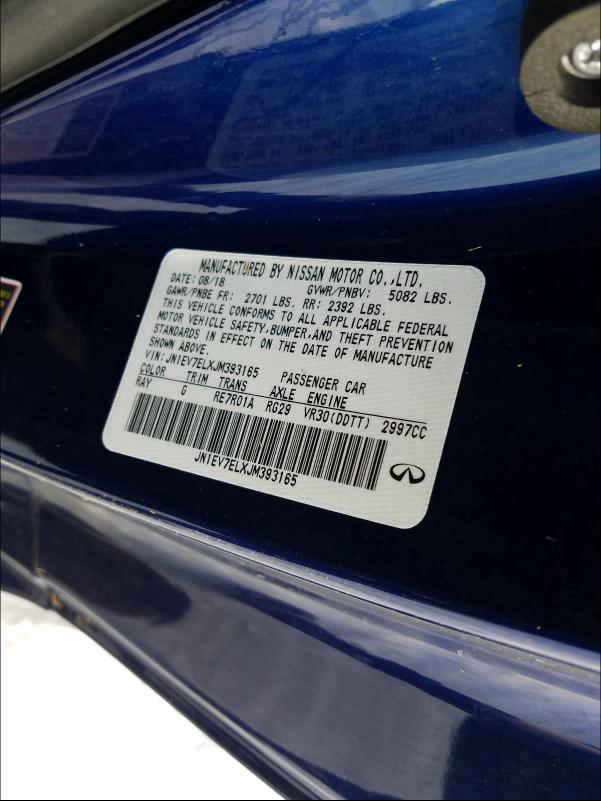 MANUFACTURED BY NISSAN MOTOR CO.,LTD.
DATE: 08/18 GVWR/PNBV: 5082 LBS.
GAWR/PNBE FR: 2701 LBS. RR: 2392 LBS.
THIS VEHICLE CONFORMS TO ALL APPLICABLE FEDERAL
MOTOR VEHICLE SAFETY,BUMPER,AND THEFT PREVENTION
STANDARDS IN EFFECT ON THE DATE OF MANUFACTURE
SHOWN ABOVE.
VIN: JN1EV7ELXJM393165 PASSENGER CAR
COLOR TRIM TRANS AXLE ENGINE
RAY G RE7R01A RG29 VR30(DDTT) 2997CC
JN1EV7ELXJM393165